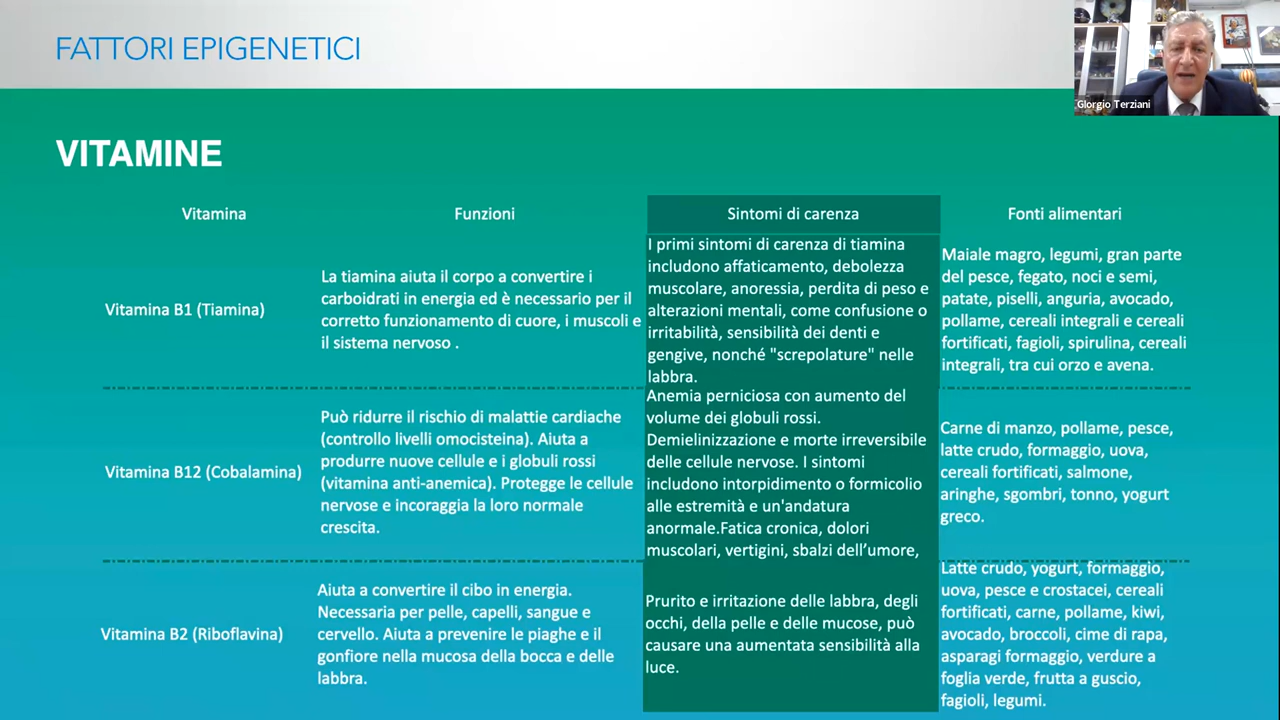 FATTORI EPIGENETICI
Giorgio Terziani
VITAMINE
Vitamina
Funzioni
Sintomi di carenza
Fonti alimentari
Vitamina B1 (Tiamina)
La tiamina aiuta il corpo a convertire i
carboidrati in energia ed è necessario per il
corretto funzionamento di cuore, i muscoli e
il sistema nervoso .
I primi sintomi di carenza di tiamina
includono affaticamento, debolezza
muscolare, anoressia, perdita di peso e
alterazioni mentali, come confusione o
irritabilità, sensibilità dei denti e
gengive, nonché "screpolature" nelle
labbra.
Maiale magro, legumi, gran parte
del pesce, fegato, noci e semi,
patate, piselli, anguria, avocado,
pollame, cereali integrali e cereali
fortificati, fagioli, spirulina, cereali
integrali, tra cui orzo e avena.
Vitamina B12 (Cobalamina)
Può ridurre il rischio di malattie cardiache
(controllo livelli omocisteina). Aiuta a
produrre nuove cellule e i globuli rossi
(vitamina anti-anemica). Protegge le cellule
nervose e incoraggia la loro normale
crescita.
Anemia perniciosa con aumento del
volume dei globuli rossi.
Demielinizzazione e morte irreversibile
delle cellule nervose. I sintomi
includono intorpidimento o formicolio
alle estremità e un'andatura
anormale.Fatica cronica, dolori
muscolari, vertigini, sbalzi dell’umore,
Carne di manzo, pollame, pesce,
latte crudo, formaggio, uova,
cereali fortificati, salmone,
aringhe, sgombri, tonno, yogurt
greco.
Vitamina B2 (Riboflavina)
Aiuta a convertire il cibo in energia.
Necessaria per pelle, capelli, sangue e
cervello. Aiuta a prevenire le piaghe e il
gonfiore nella mucosa della bocca e delle
labbra.
Prurito e irritazione delle labbra, degli
occhi, della pelle e delle mucose, può
causare una aumentata sensibilità alla
luce.
Latte crudo, yogurt, formaggio,
uova, pesce e crostacei, cereali
fortificati, carne, pollame, kiwi,
avocado, broccoli, cime di rapa,
asparagi formaggio, verdure a
foglia verde, frutta a guscio,
fagioli, legumi.